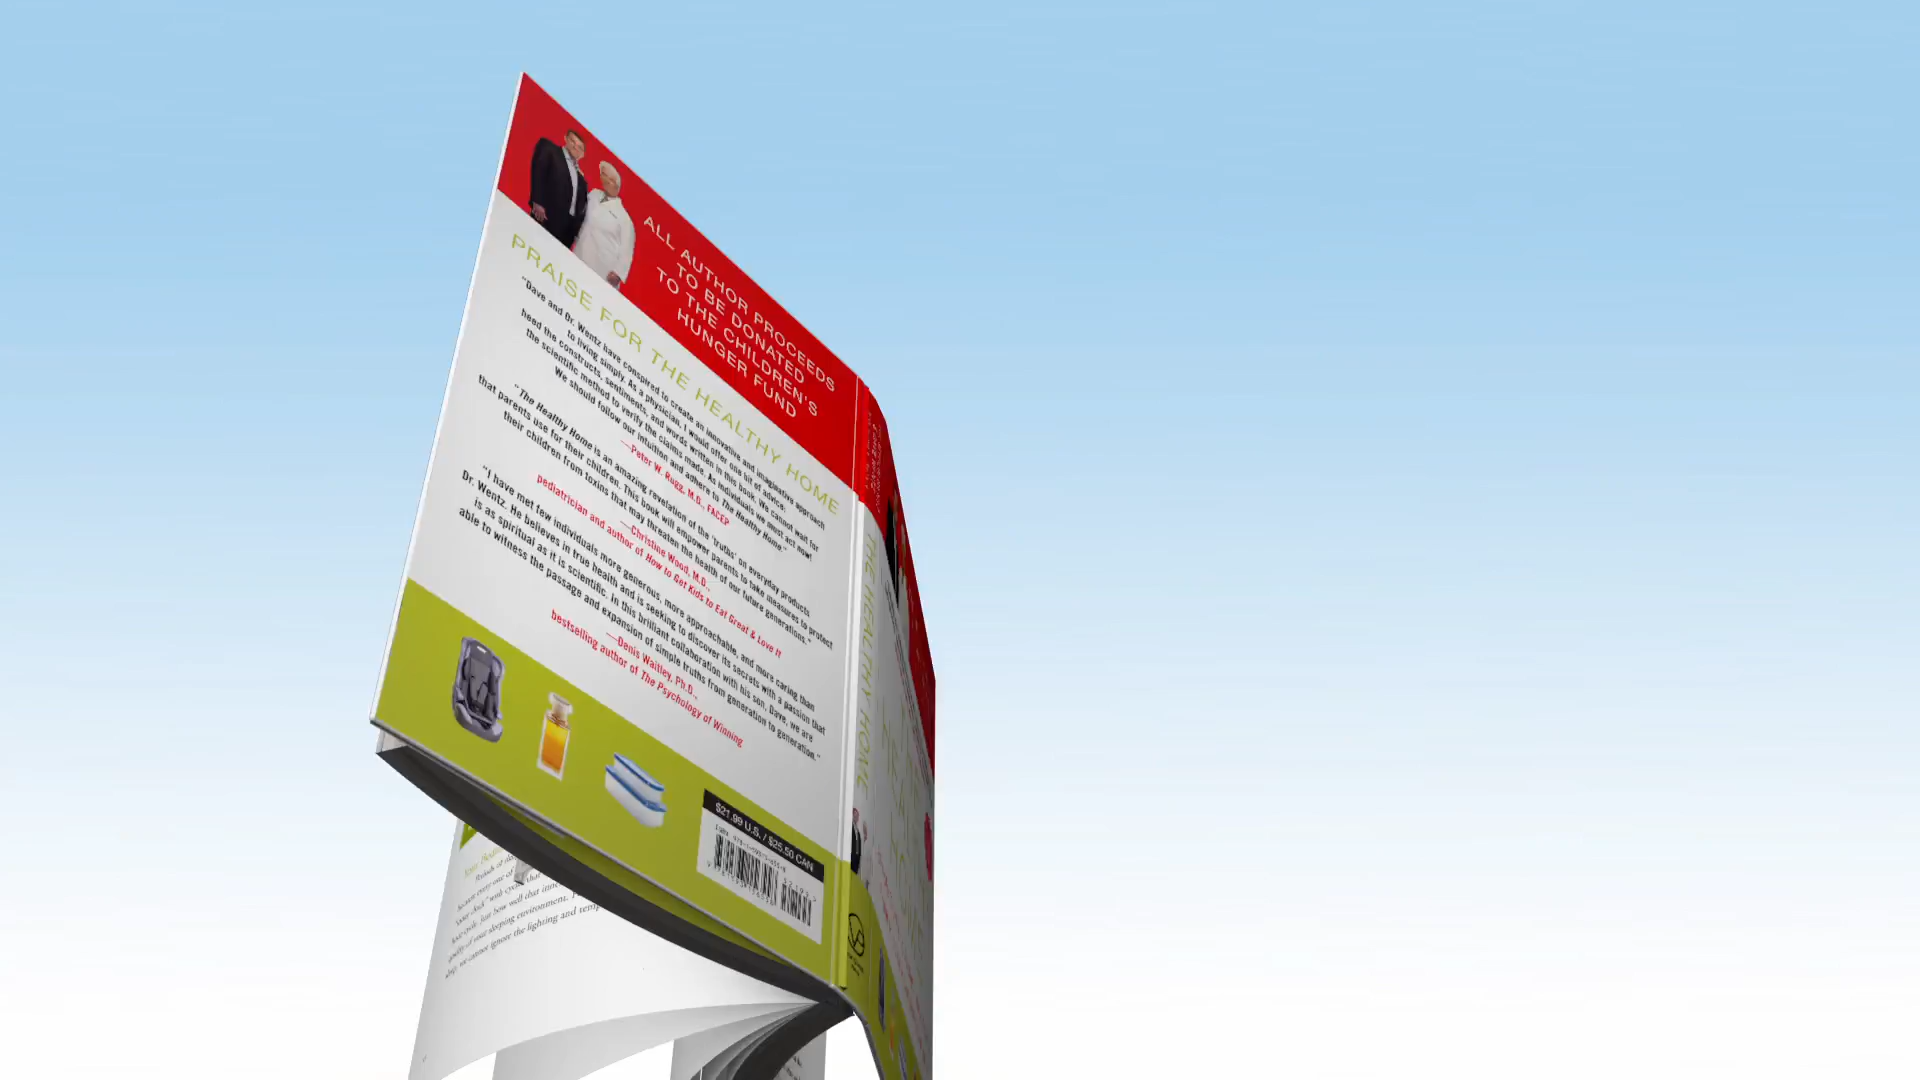 ALL AUTHOR PROCEEDS
TO BE DONATED
TO THE CHILDREN'S
HUNGER FUND
PRAISE FOR THE HEALTHY HOME
"Dave and Dr. Wentz have conspired to create an innovative and imaginative approach
to living simply. As a physician, I would offer one bit of advice:
heed the constructs, sentiments, and words written in this book. We cannot wait for
the scientific method to verify the claims made. As individuals we must act now!
We should follow our intuition and adhere to The Healthy Home."
—Peter W. Rugg, M.D., FACEP
"The Healthy Home is an amazing revelation of the 'truths' on everyday products
that parents use for their children. This book will empower parents to take measures to protect
their children from toxins that may threaten the health of our future generations."
—Christine Wood, M.D.,
pediatrician and author of How to Get Kids to Eat Great & Love It
"I have met few individuals more generous, more approachable, and more caring than
Dr. Wentz. He believes in true health and is seeking to discover its secrets with a passion that
is as spiritual as it is scientific. In this brilliant collaboration with his son, Dave, we are
able to witness the passage and expansion of simple truths from generation to generation."
—Denis Waitley, Ph.D.,
bestselling author of The Psychology of Winning
$21.99 U.S. / $25.50 CAN
THE HEALTHY HOME
quality of your sleeping environment.
cannot ignore the lighting and